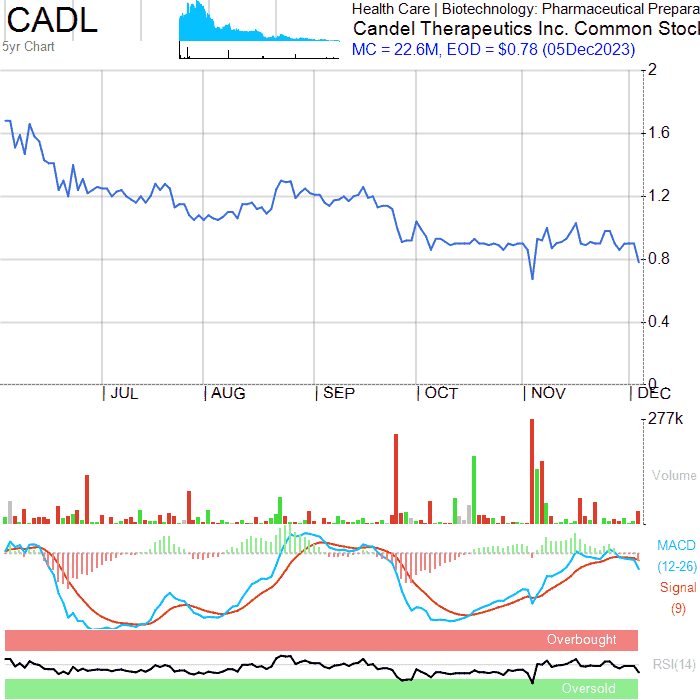 CADL
5yr Chart
Health Care | Biotechnology: Pharmaceutical Prepara
Candel Therapeutics Inc. Common Stoc
MC = 22.6M, EOD = $0.78 (05Dec2023)
2
1.6
1.2
0.8
0.4
0
| JUL | AUG | SEP | OCT | NOV | DEC
277k
Volume
MACD
(12-26)
Signal
(9)
Overbought
RSI(14)
Oversold